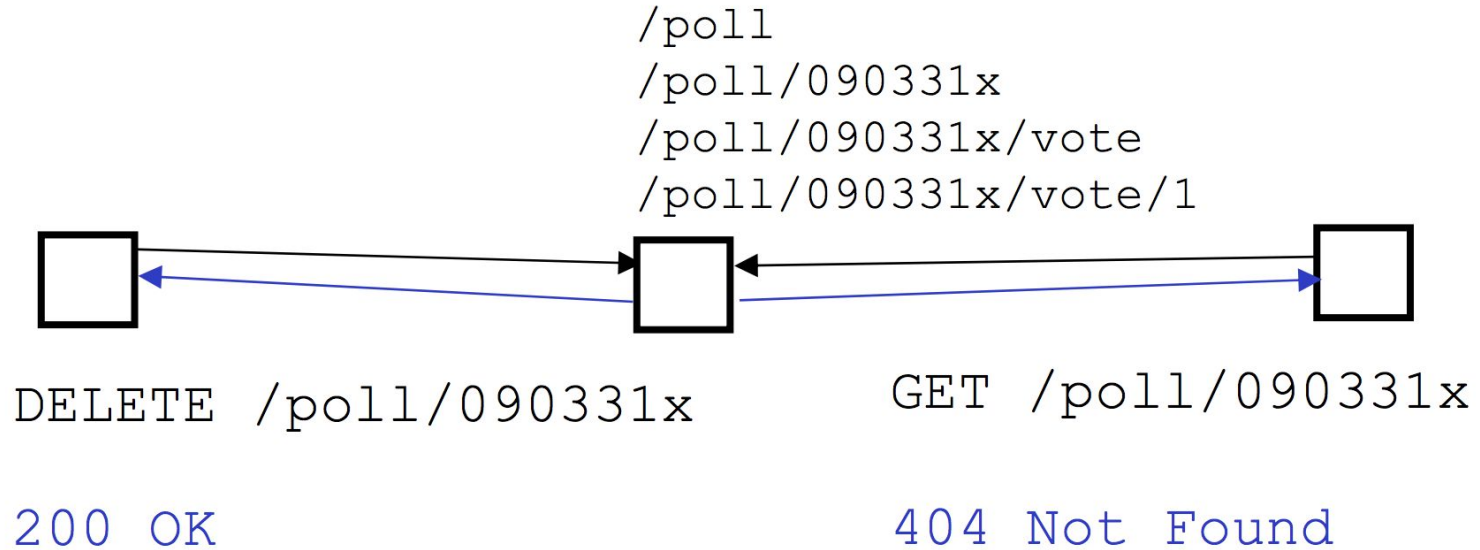 /poll
/poll/090331x
/poll/090331x/vote
/poll/090331x/vote/1
DELETE /poll/090331x
GET /poll/090331x
200 OK
404 Not Found